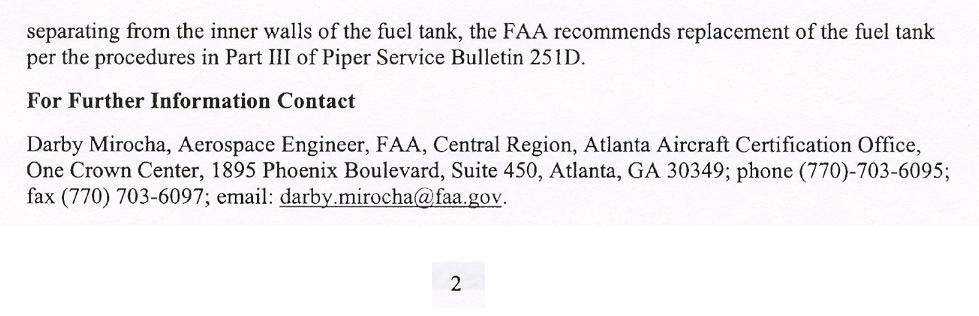 separating from the inner walls of the fuel tank, the FAA recommends replacement of the fuel tank
per the procedures in Part III of Piper Service Bulletin 251D.
For Further Information Contact
Darby Mirocha, Aerospace Engineer, FAA, Central Region, Atlanta Aircraft Certification Office,
One Crown Center, 1895 Phoenix Boulevard, Suite 450, Atlanta, GA 30349; phone (770)-703-6095;
fax (770) 703-6097; email: darby.mirocha@faa.gov.
2